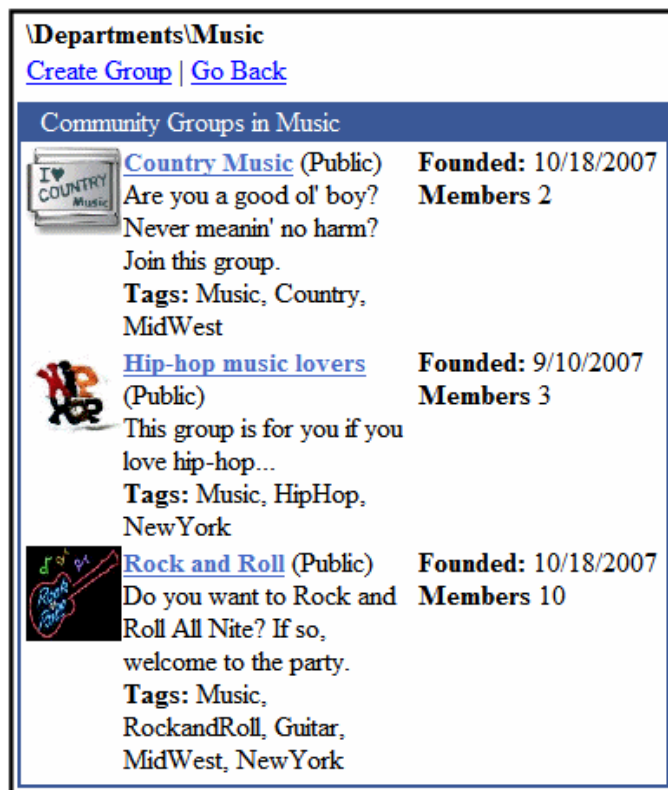 \Departments\Music
Create Group | Go Back
Community Groups in Music
I ♥ COUNTRY Music
Country Music (Public)
Are you a good ol' boy?
Never meanin' no harm?
Join this group.
Tags: Music, Country,
MidWest
Founded: 10/18/2007
Members 2
HIP
HOP
Hip-hop music lovers
(Public)
This group is for you if you
love hip-hop...
Tags: Music, HipHop,
NewYork
Founded: 9/10/2007
Members 3
Rock and Roll (Public)
Do you want to Rock and
Roll All Nite? If so,
welcome to the party.
Tags: Music,
RockandRoll, Guitar,
MidWest, NewYork
Founded: 10/18/2007
Members 10